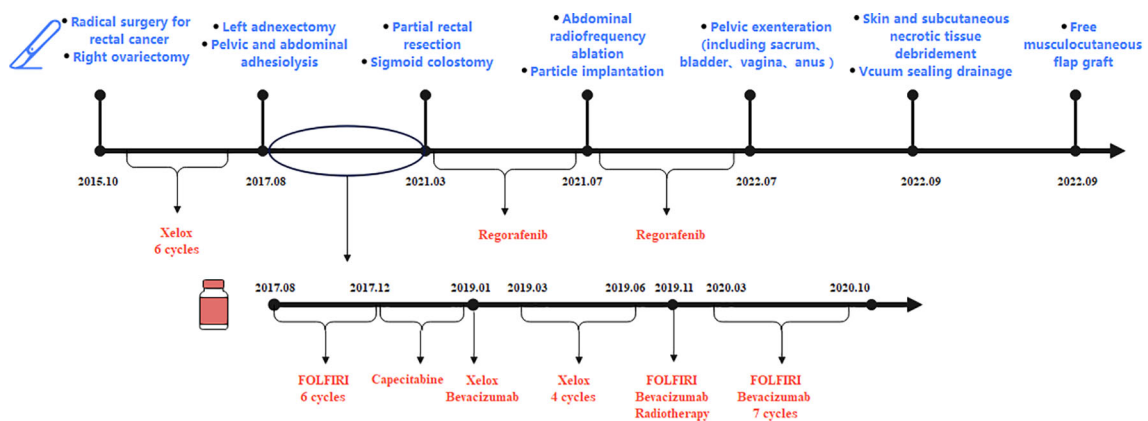 • Radical surgery for
rectal cancer
• Right ovariectomy
• Left adnexectomy
• Pelvic and abdominal
adhesiolysis
• Partial rectal
resection
• Sigmoid colostomy
• Abdominal
radiofrequency
ablation
• Particle implantation
• Pelvic exenteration
(including sacrum、
bladder、vagina、anus )
• Skin and subcutaneous
necrotic tissue
debridement
• Vcuum sealing drainage
• Free
musculocutaneous
flap graft
2015.10
2017.08
2021.03
2021.07
2022.07
2022.09
2022.09
Xelox
6 cycles
Regorafenib
Regorafenib
2017.08
2017.12
2019.01
2019.03
2019.06
2019.11
2020.03
2020.10
FOLFIRI
6 cycles
Capecitabine
Xelox
Bevacizumab
Xelox
4 cycles
FOLFIRI
Bevacizumab
Radiotherapy
FOLFIRI
Bevacizumab
7 cycles